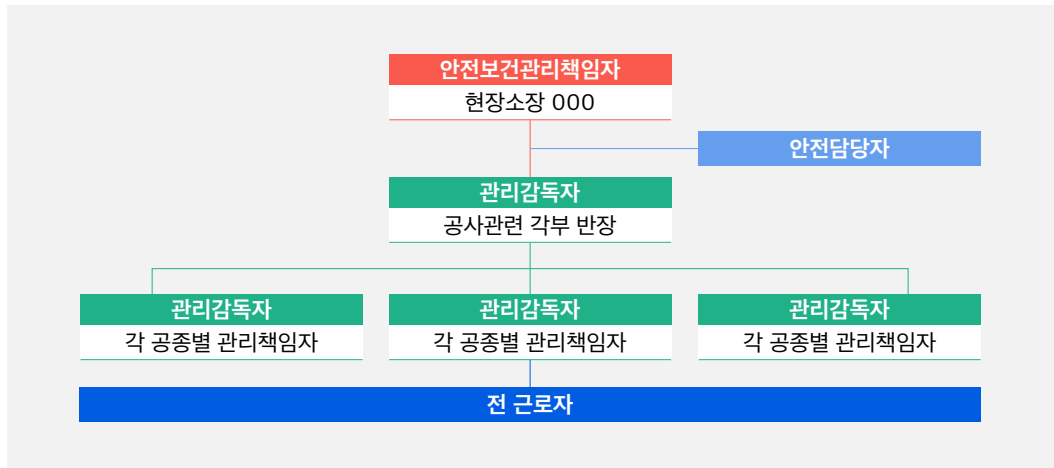 안전보건관리책임자
현장소장 000
안전담당자
관리감독자
공사관련 각부 반장
관리감독자
각 공종별 관리책임자
관리감독자
각 공종별 관리책임자
관리감독자
각 공종별 관리책임자
전 근로자